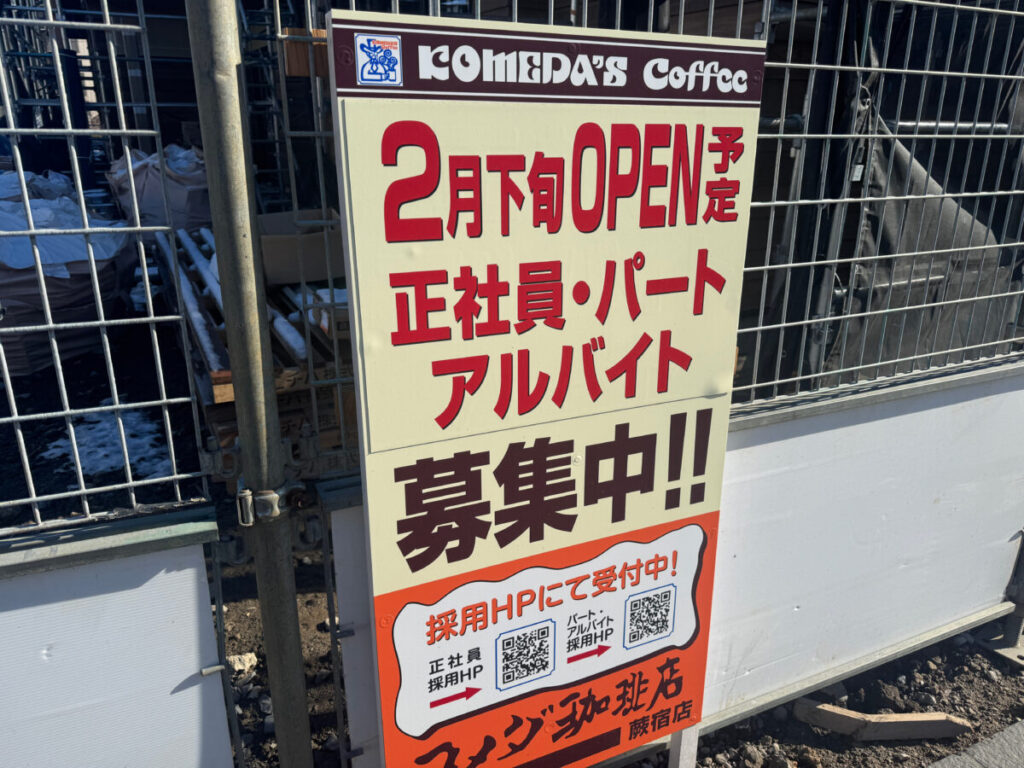 KOMEDA'S Coffee
2月下旬OPEN予定
正社員・パート
アルバイト
募集中!!
採用HPにて受付中!
正社員
採用HP
パート・
アルバイト
採用HP
コメダ珈琲店
蕨宿店